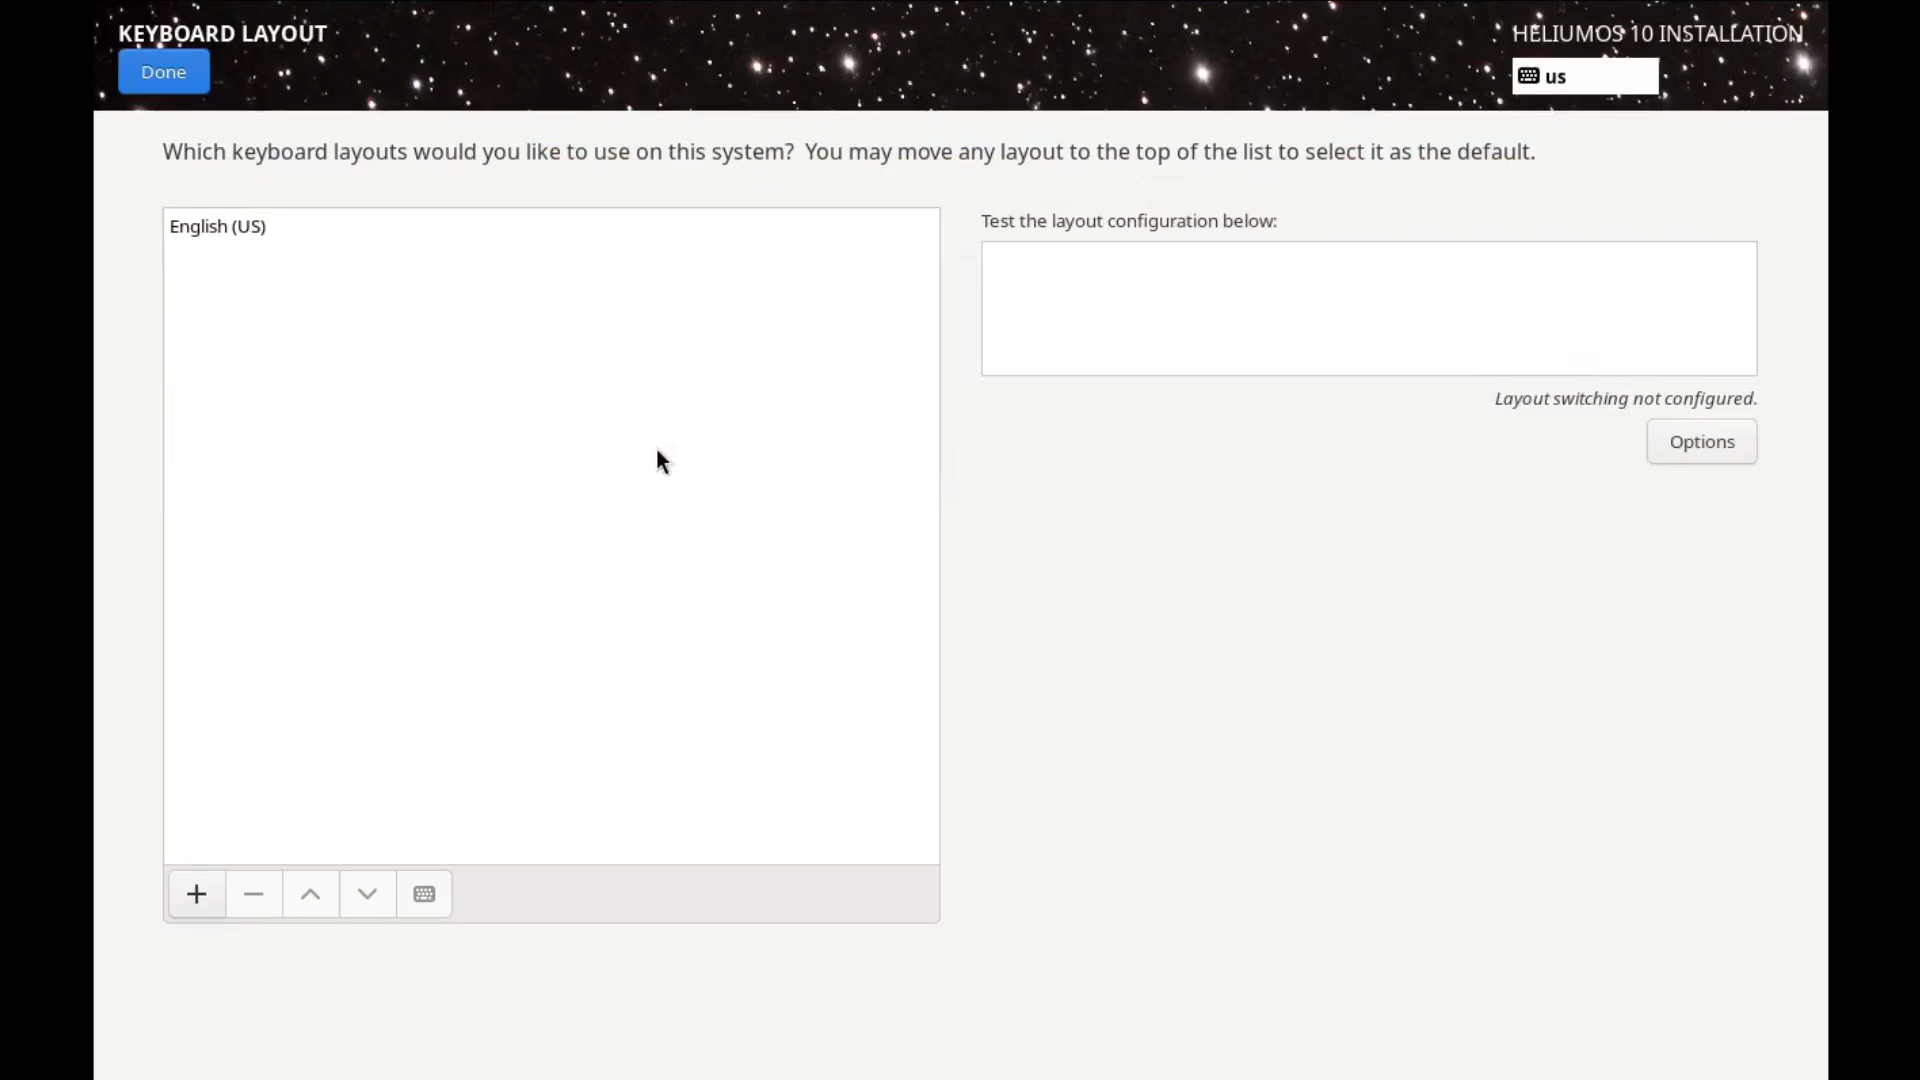 KEYBOARD LAYOUT
HELIUMOS 10 INSTALLATION
Done
us
Which keyboard layouts would you like to use on this system?  You may move any layout to the top of the list to select it as the default.
English (US)
Test the layout configuration below:
Layout switching not configured.
Options